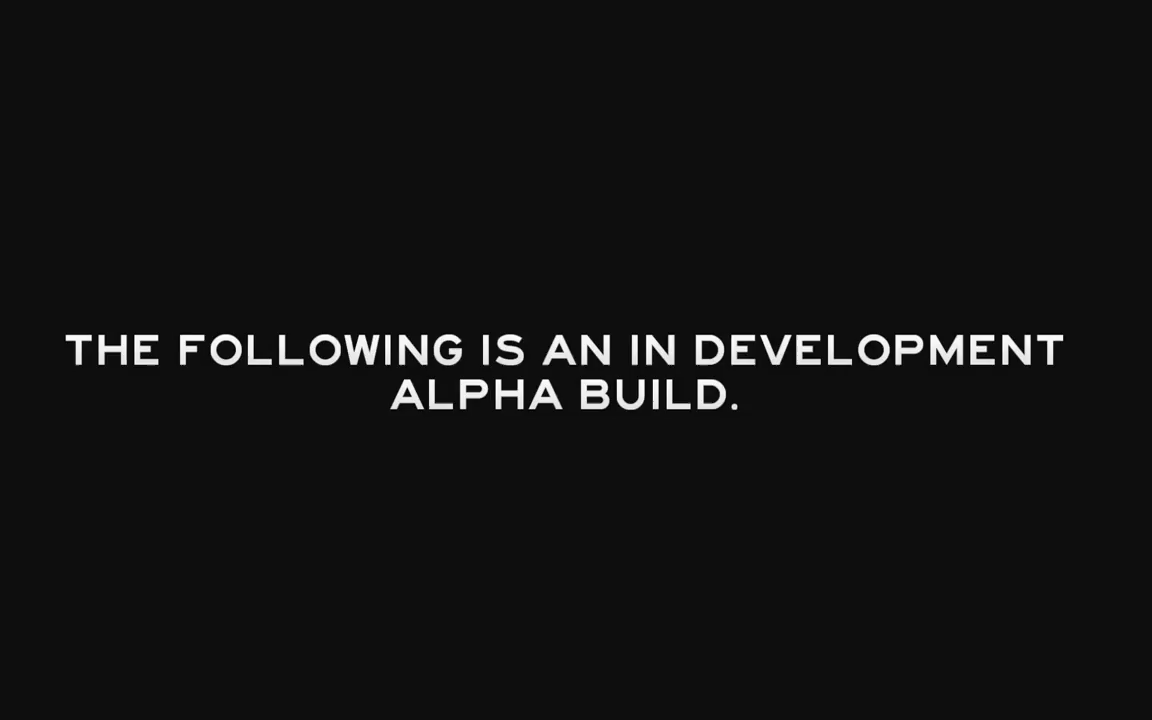 THE FOLLOWING IS AN IN DEVELOPMENT
ALPHA BUILD.